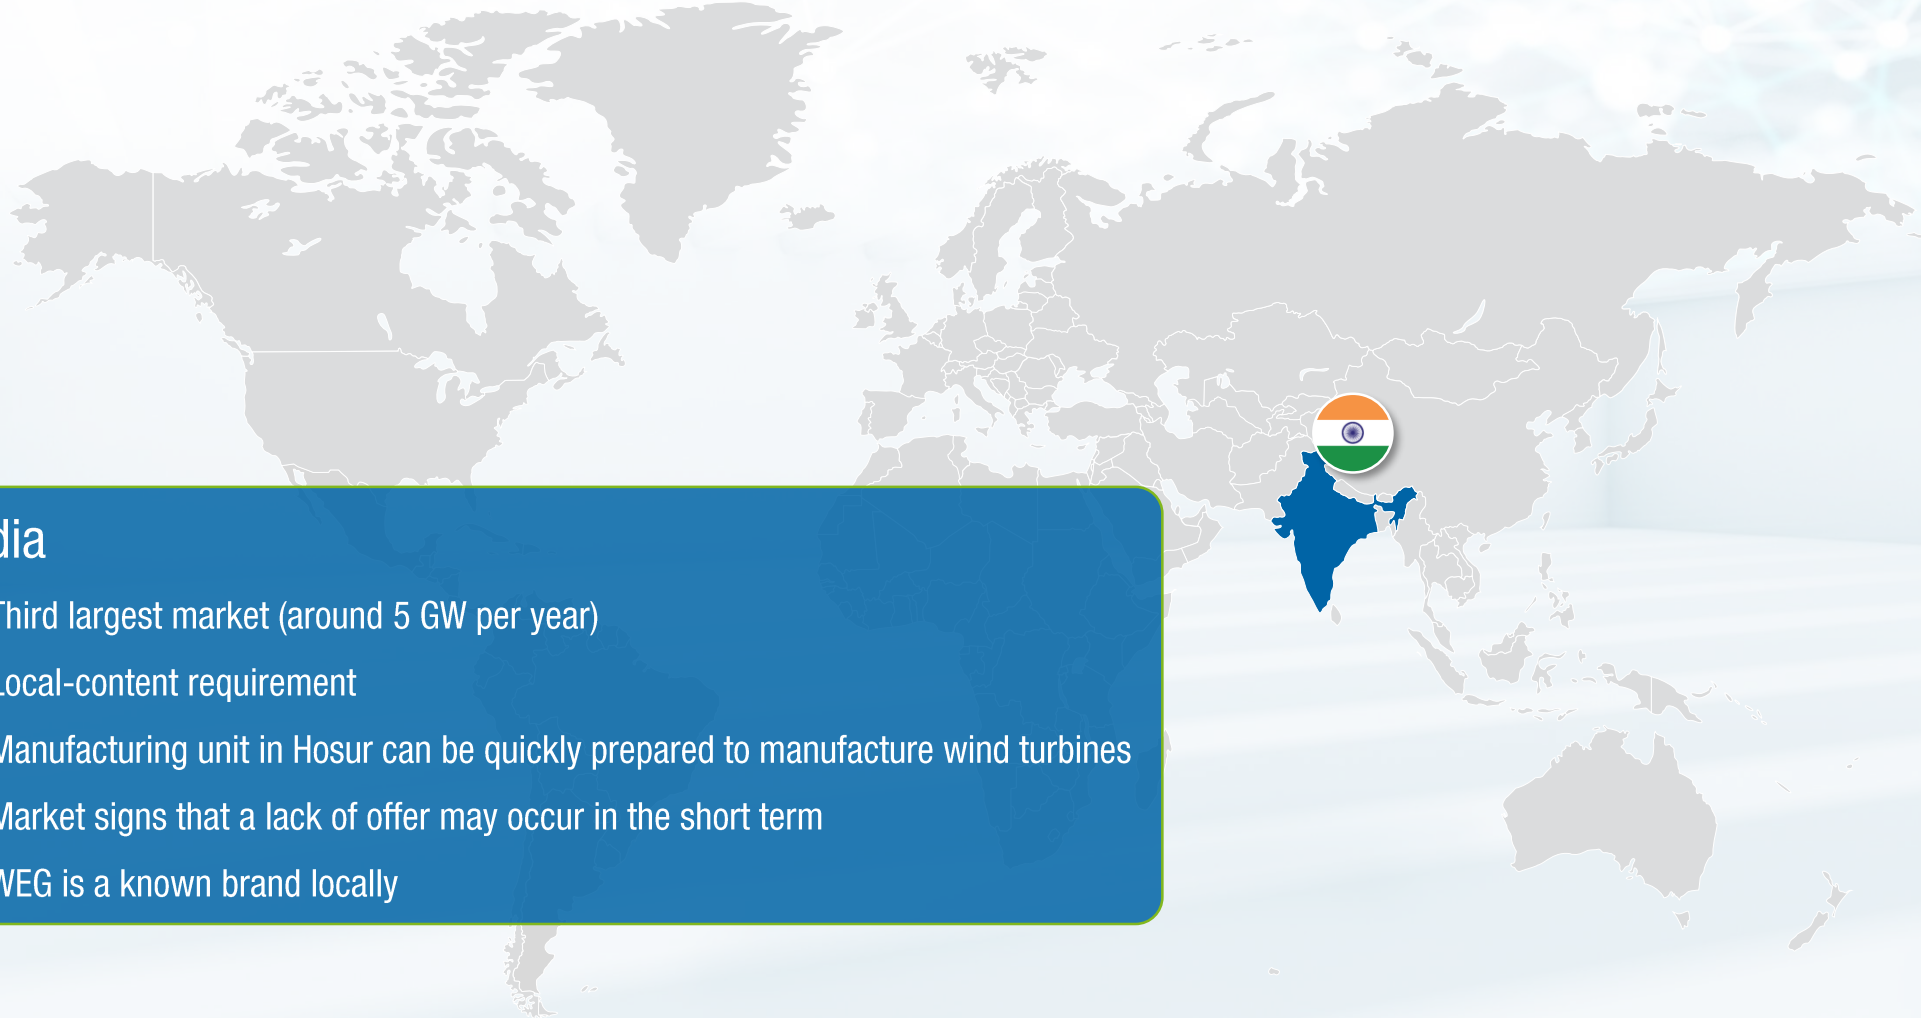 dia
Third largest market (around 5 GW per year)
Local-content requirement
Manufacturing unit in Hosur can be quickly prepared to manufacture wind turbines
Market signs that a lack of offer may occur in the short term
WEG is a known brand locally